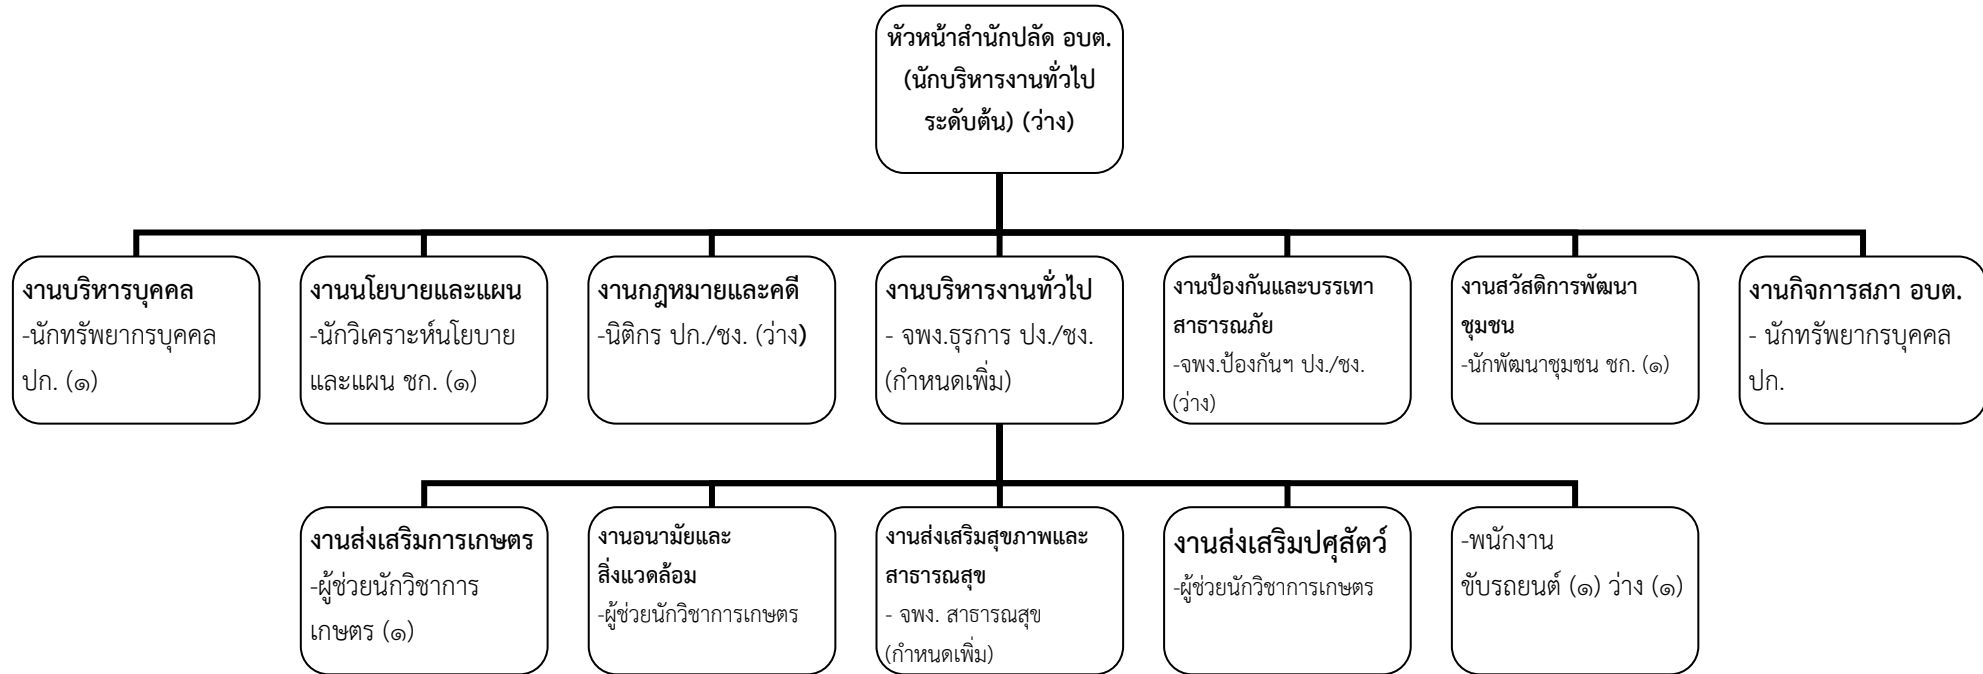 หัวหน้าสำนักปลัด อบต.
(นักบริหารงานทั่วไป
ระดับต้น) (ว่าง)
งานบริหารบุคคล
-นักทรัพยากรบุคคล
ปก. (๑)
งานนโยบายและแผน
-นักวิเคราะห์นโยบาย
และแผน ชก. (๑)
งานกฎหมายและคดี
-นิติกร ปก./ชง. (ว่าง)
งานบริหารงานทั่วไป
- จพง.ธุรการ ปง./ชง.
(กำหนดเพิ่ม)
งานป้องกันและบรรเทา
สาธารณภัย
-จพง.ป้องกันฯ ปง./ชง.
(ว่าง)
งานสวัสดิการพัฒนา
ชุมชน
-นักพัฒนาชุมชน ชก. (๑)
งานกิจการสภา อบต.
- นักทรัพยากรบุคคล
ปก.
งานส่งเสริมการเกษตร
-ผู้ช่วยนักวิชาการ
เกษตร (๑)
งานอนามัยและ
สิ่งแวดล้อม
-ผู้ช่วยนักวิชาการเกษตร
งานส่งเสริมสุขภาพและ
สาธารณสุข
- จพง. สาธารณสุข
(กำหนดเพิ่ม)
งานส่งเสริมปศุสัตว์
-ผู้ช่วยนักวิชาการเกษตร
-พนักงาน
ขับรถยนต์ (๑) ว่าง (๑)